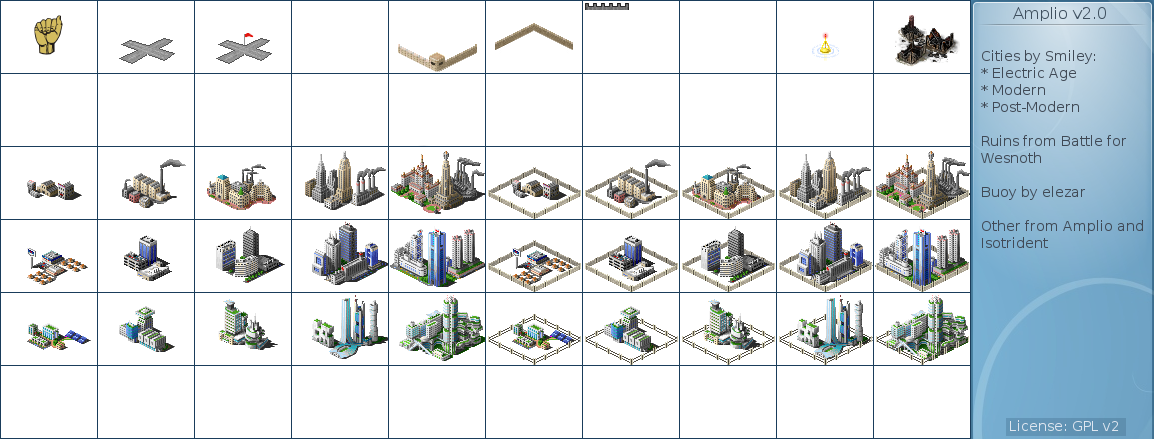 Amplio v2.0
Cities by Smiley:
* Electric Age
* Modern
* Post-Modern
Ruins from Battle for
Wesnoth
Buoy by elezar
Other from Amplio and
Isotrident
License: GPL v2